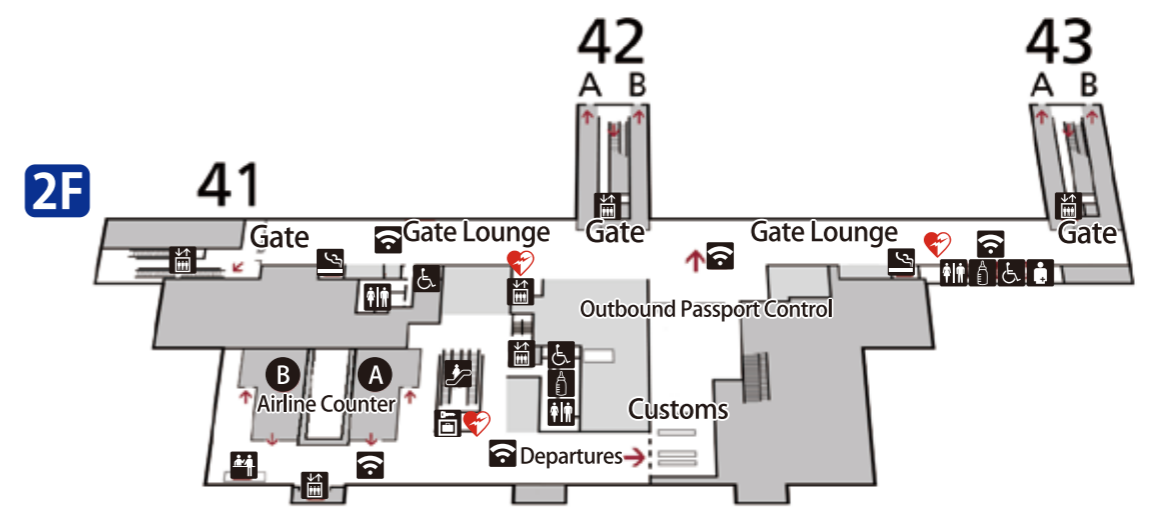 42
43
A B
A B
2F
41
Gate
Gate Lounge
Gate
Gate Lounge
Gate
Outbound Passport Control
B
A
Airline Counter
Customs
Departures